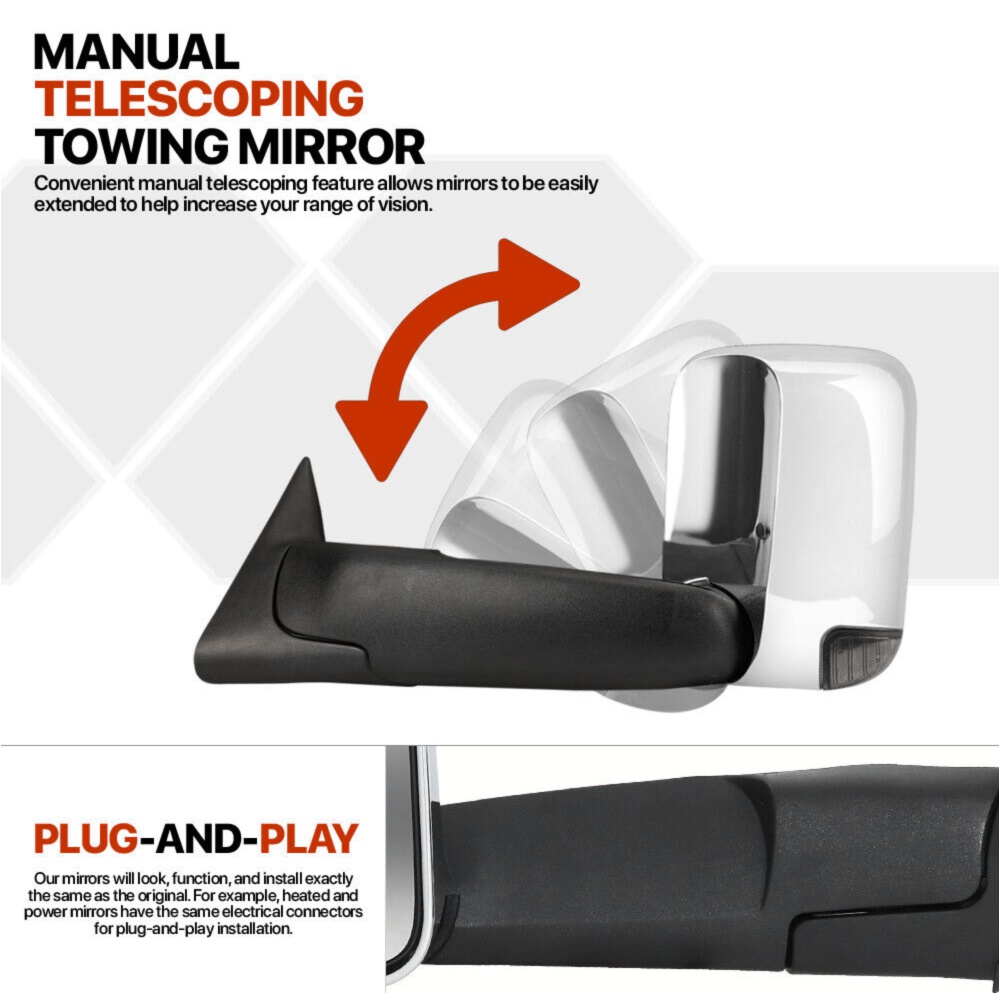 MANUAL
TELESCOPING
TOWING MIRROR
Convenient manual telescoping feature allows mirrors to be easily
extended to help increase your range of vision.
PLUG-AND-PLAY
Our mirrors will look, function, and install exactly
the same as the original. For example, heated and
power mirrors have the same electrical connectors
for plug-and-play installation.